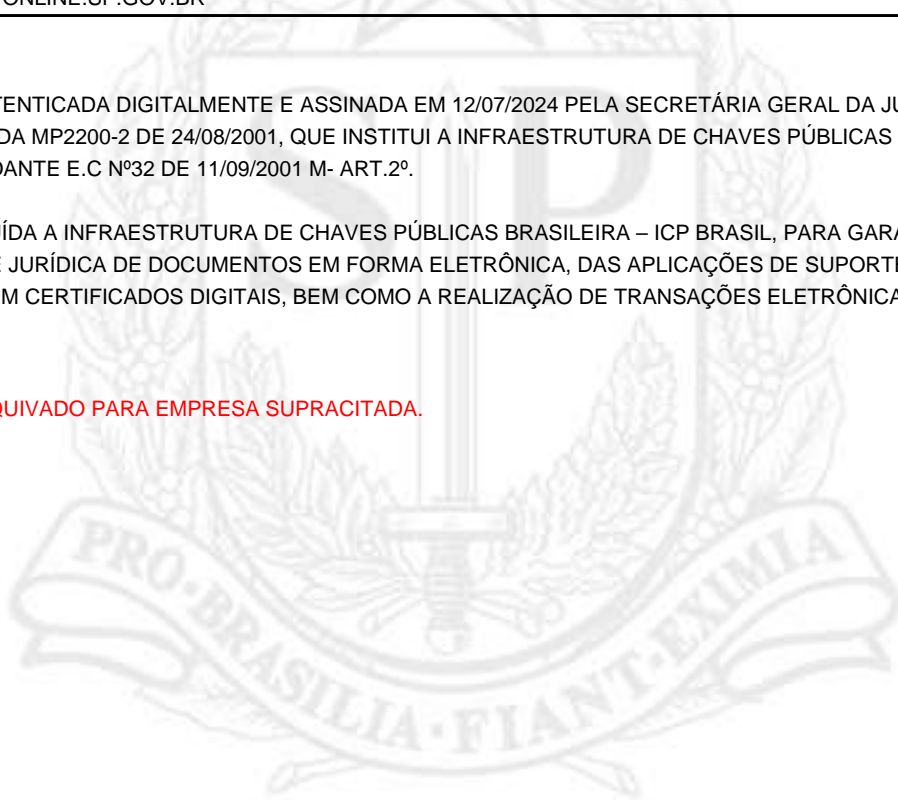 ONLINE.SP.GOV.BR
TENTICADA DIGITALMENTE E ASSINADA EM 12/07/2024 PELA SECRETÁRIA GERAL DA JU
DA MP2200-2 DE 24/08/2001, QUE INSTITUI A INFRAESTRUTURA DE CHAVES PÚBLICAS
DANTE E.C Nº32 DE 11/09/2001 M- ART.2º.
ÍDA A INFRAESTRUTURA DE CHAVES PÚBLICAS BRASILEIRA – ICP BRASIL, PARA GARA
E JURÍDICA DE DOCUMENTOS EM FORMA ELETRÔNICA, DAS APLICAÇÕES DE SUPORTE
M CERTIFICADOS DIGITAIS, BEM COMO A REALIZAÇÃO DE TRANSAÇÕES ELETRÔNICA
QUIVADO PARA EMPRESA SUPRACITADA.
SP
PRO·BRASILIA·FIANT·EXIMIA